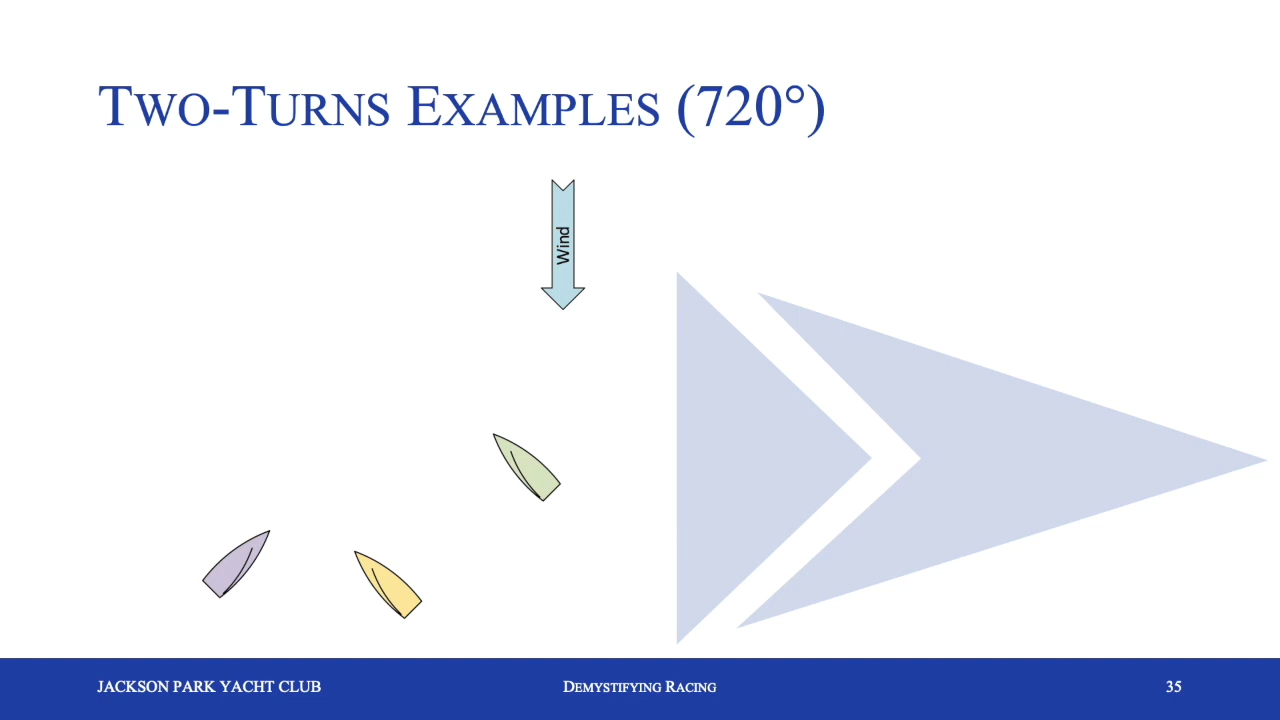 Two-Turns Examples (720°)
Wind
JACKSON PARK YACHT CLUB
Demystifying Racing
35